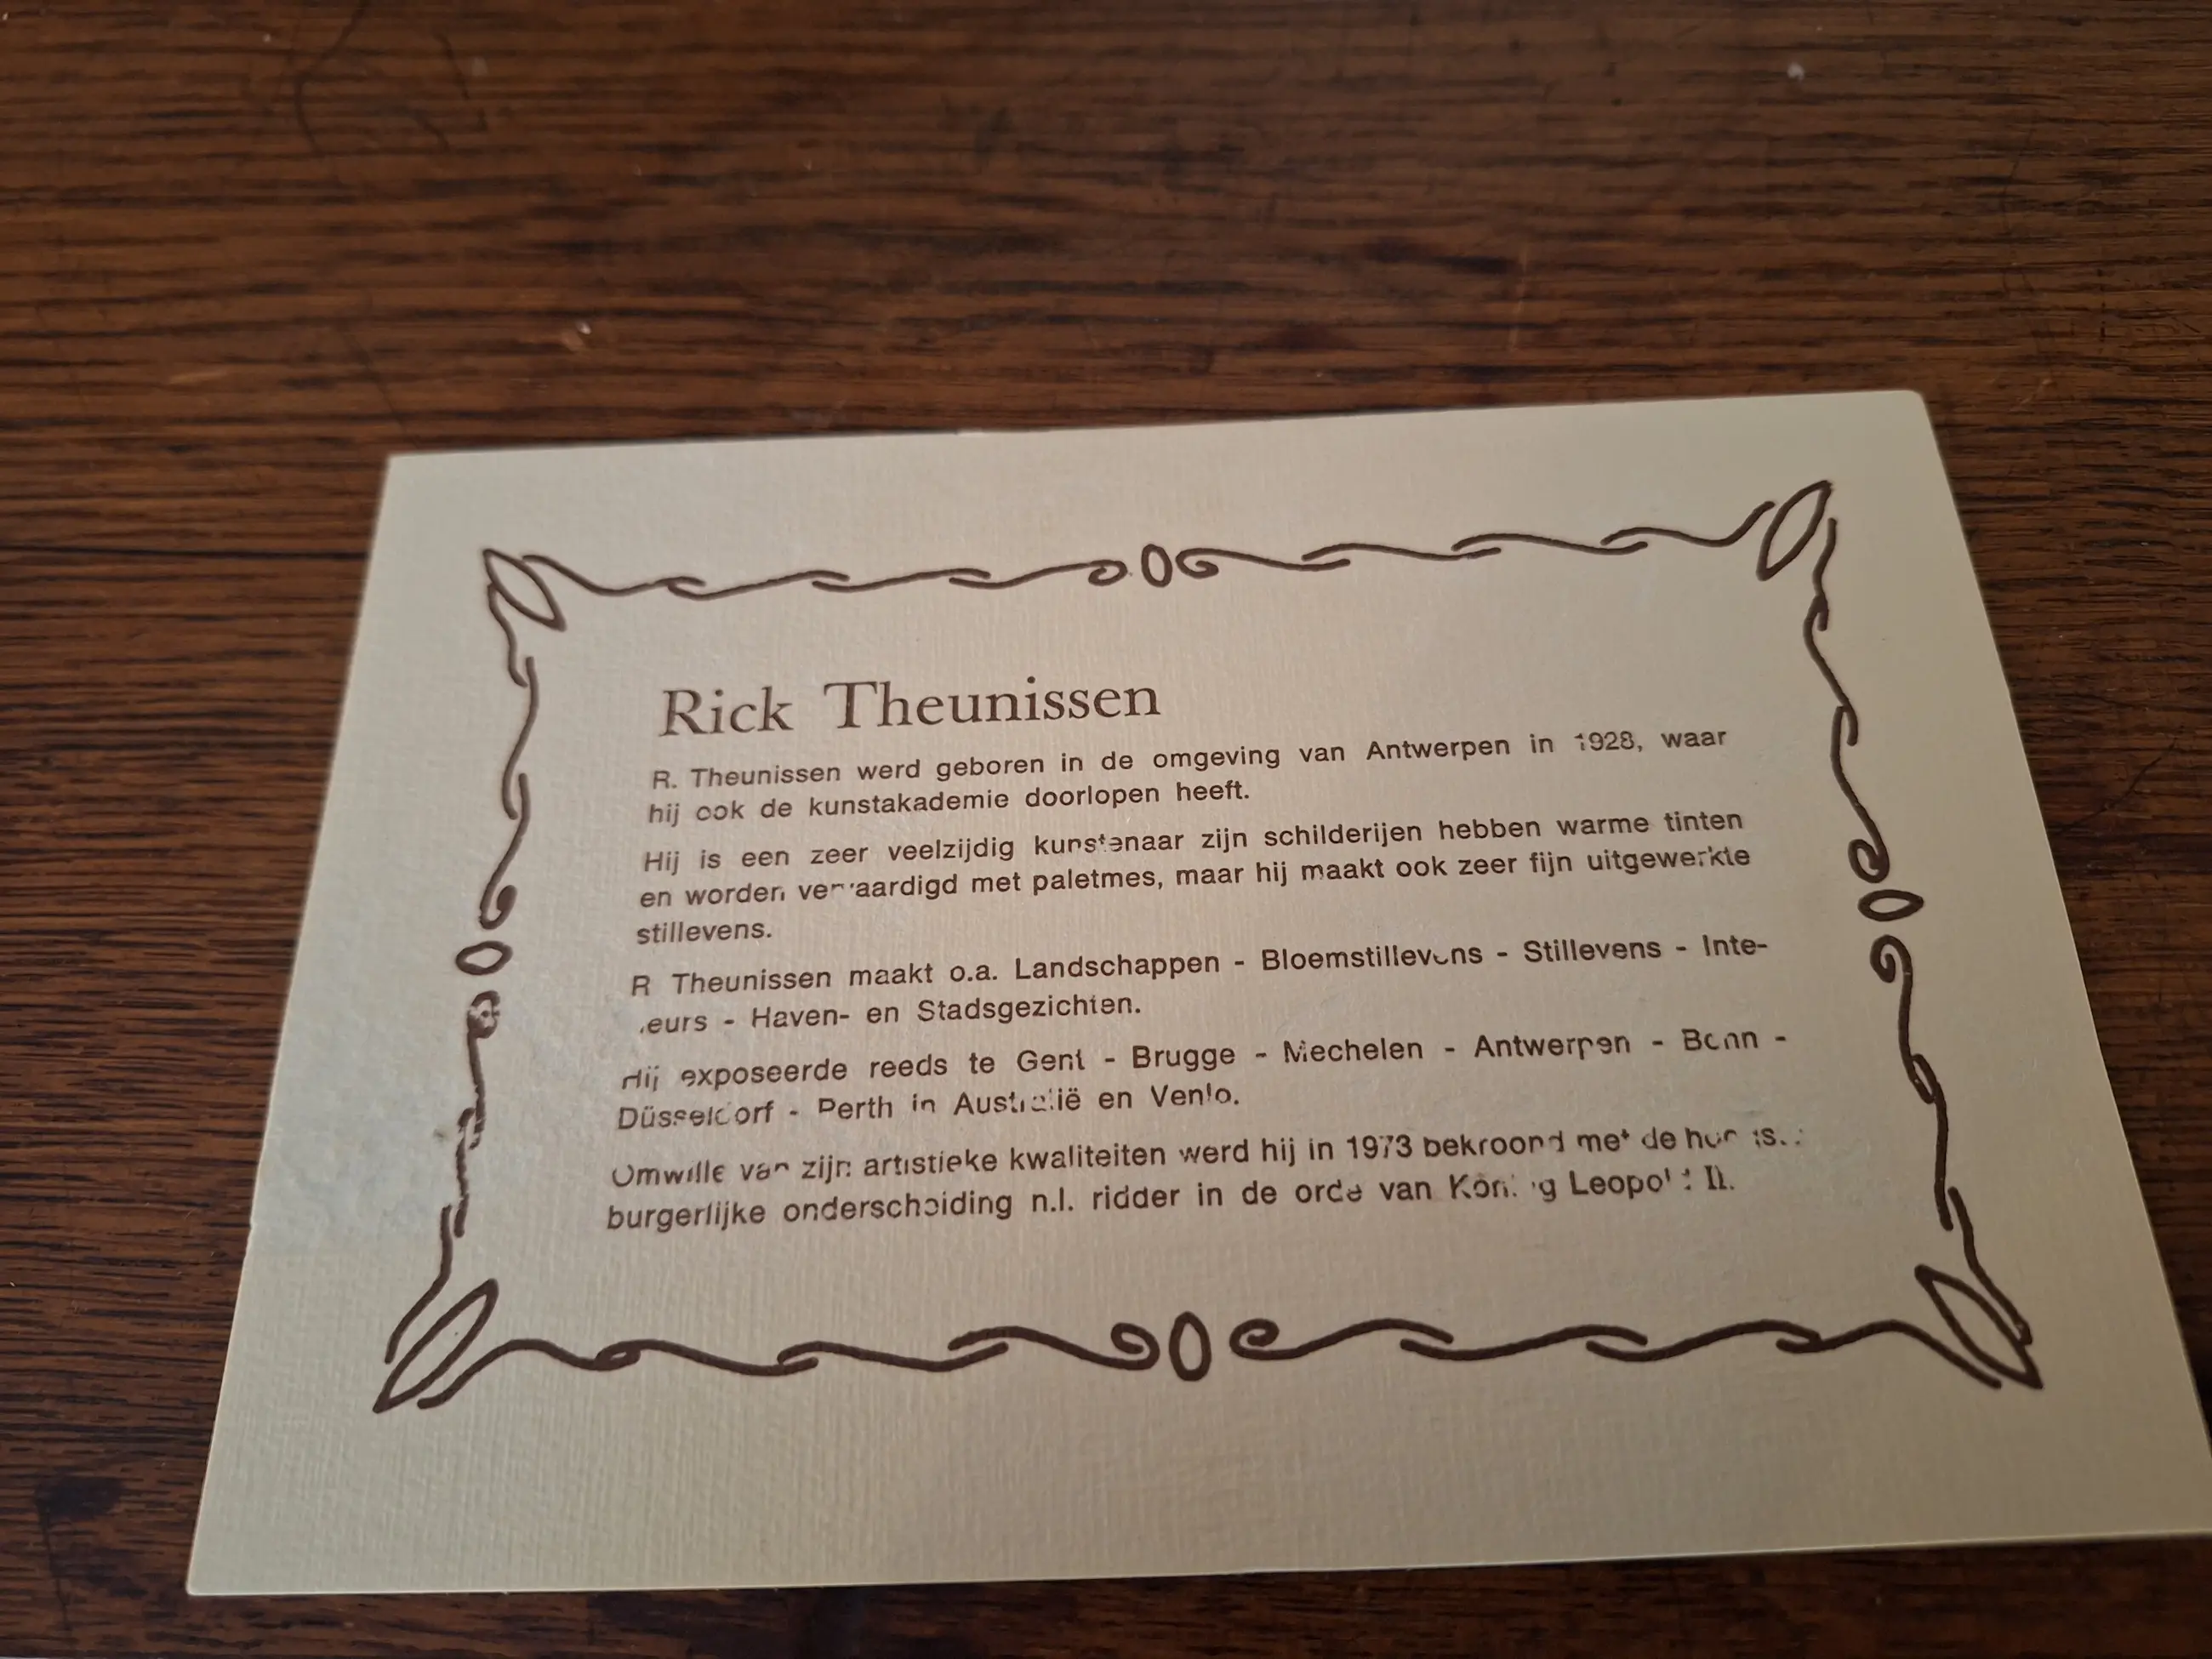 Rick Theunissen
R. Theunissen werd geboren in de omgeving van Antwerpen in 1928, waar
hij ook de kunstakademie doorlopen heeft.
Hij is een zeer veelzijdig kunstenaar zijn schilderijen hebben warme tinten
en worden vervaardigd met paletmes, maar hij maakt ook zeer fijn uitgewerkte
stillevens.
R Theunissen maakt o.a. Landschappen - Bloemstillevens - Stillevens - Inte-
rieurs - Haven- en Stadsgezichten.
Hij exposeerde reeds te Gent - Brugge - Mechelen - Antwerpen - Bonn -
Düsseldorf - Perth in Australië en Venlo.
Omwille van zijn artistieke kwaliteiten werd hij in 1973 bekroond met de
burgerlijke onderscheiding n.l. ridder in de orde van Koning Leopold II.